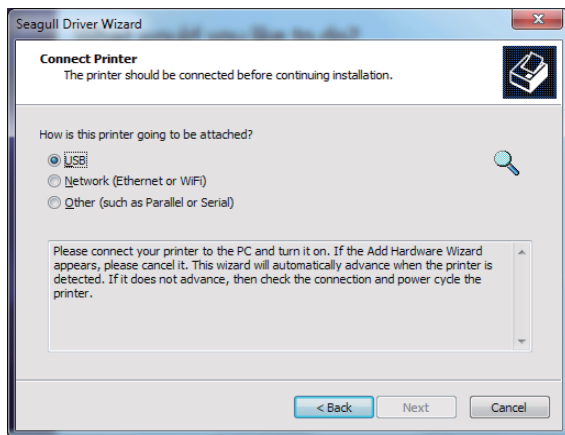 Seagull Driver Wizard
Connect Printer
The printer should be connected before continuing installation.
How is this printer going to be attached?
USB
Network (Ethernet or WiFi)
Other (such as Parallel or Serial)
Please connect your printer to the PC and turn it on. If the Add Hardware Wizard
appears, please cancel it. This wizard will automatically advance when the printer is
detected. If it does not advance, then check the connection and power cycle the
printer.
< Back
Next
Cancel